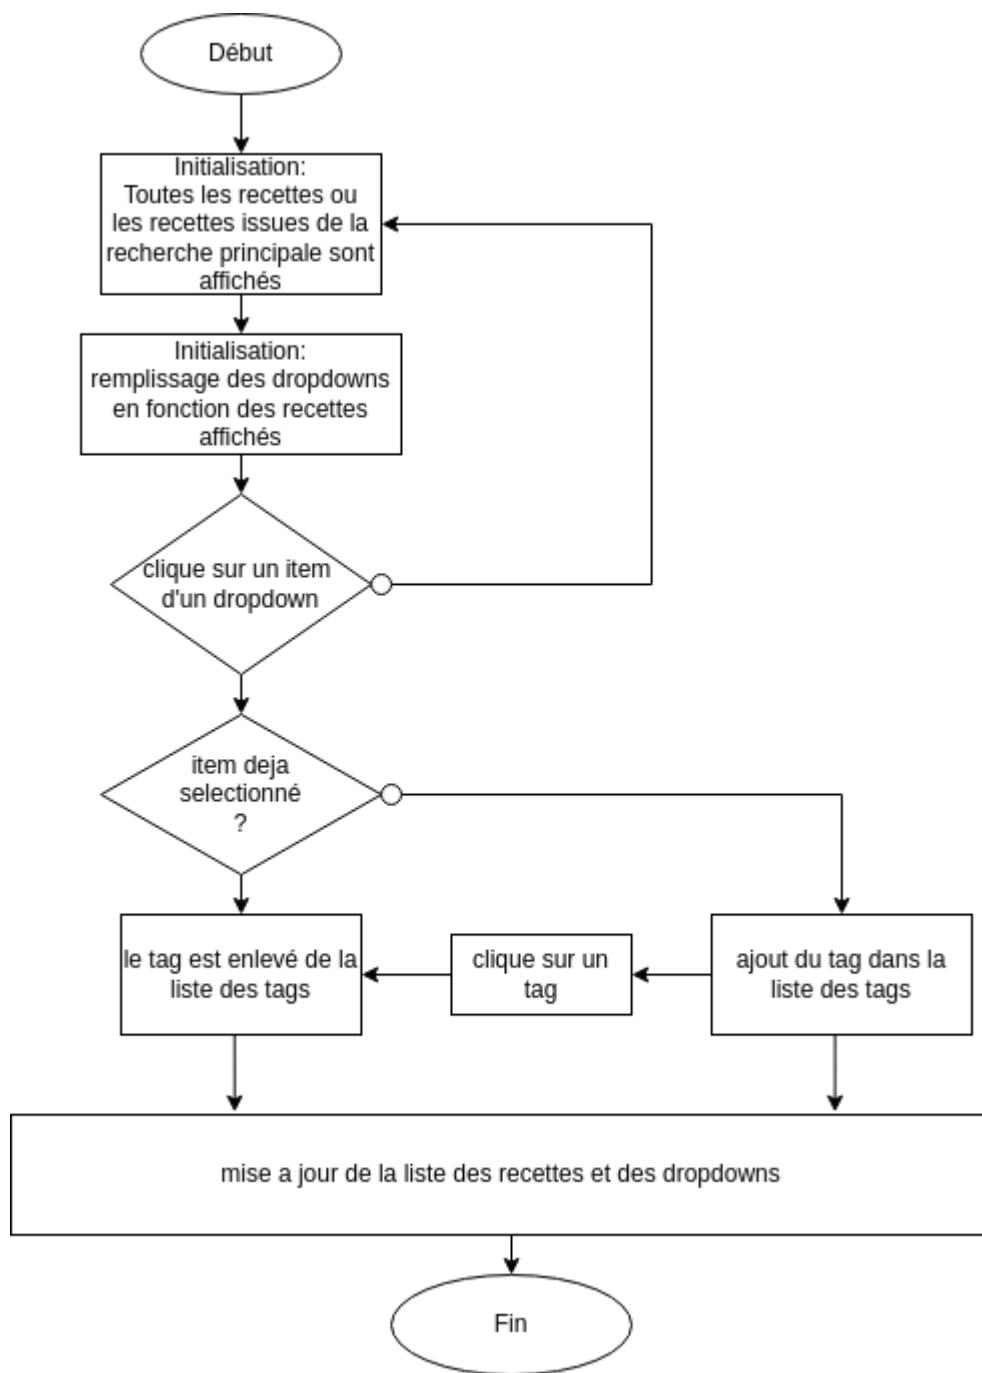 Début
Initialisation:
Toutes les recettes ou
les recettes issues de la
recherche principale sont
affichés
Initialisation:
remplissage des dropdowns
en fonction des recettes
affichés
clique sur un item
d'un dropdown
item deja
selectionné
?
le tag est enlevé de la
liste des tags
clique sur un
tag
ajout du tag dans la
liste des tags
mise a jour de la liste des recettes et des dropdowns
Fin